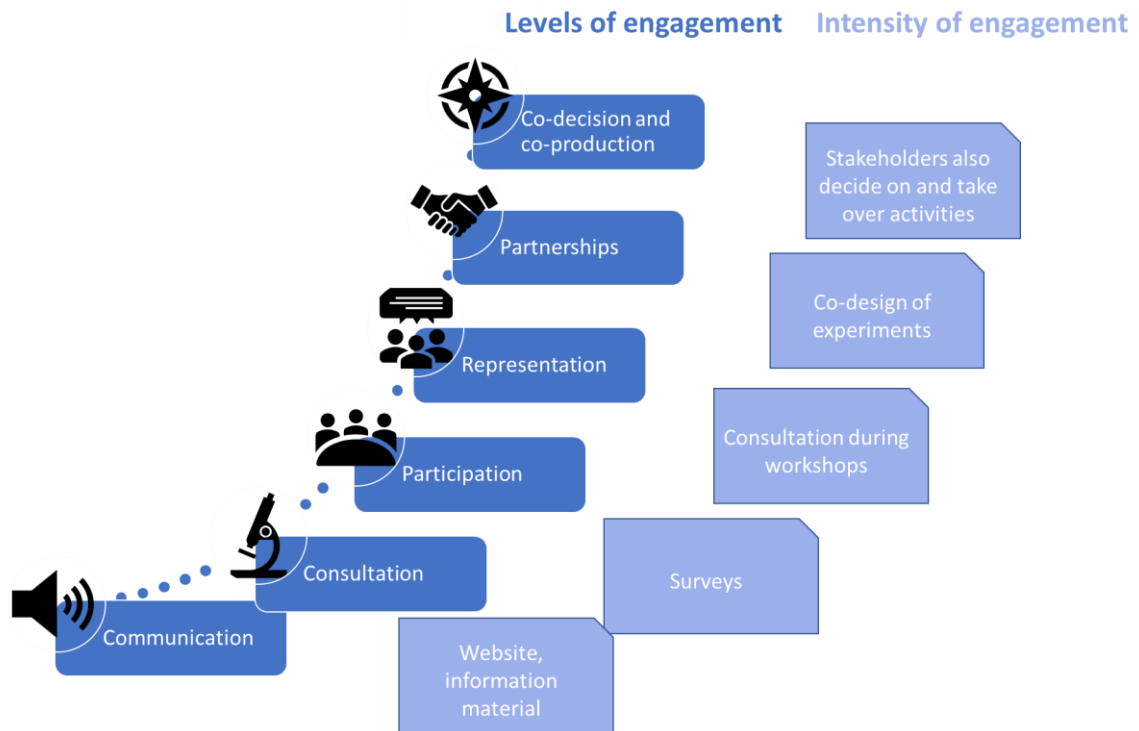 Levels of engagement
Intensity of engagement
Co-decision and
co-production
Stakeholders also
decide on and take
over activities
Partnerships
Co-design of
experiments
Representation
Consultation during
workshops
Participation
Surveys
Consultation
Communication
Website,
information
material